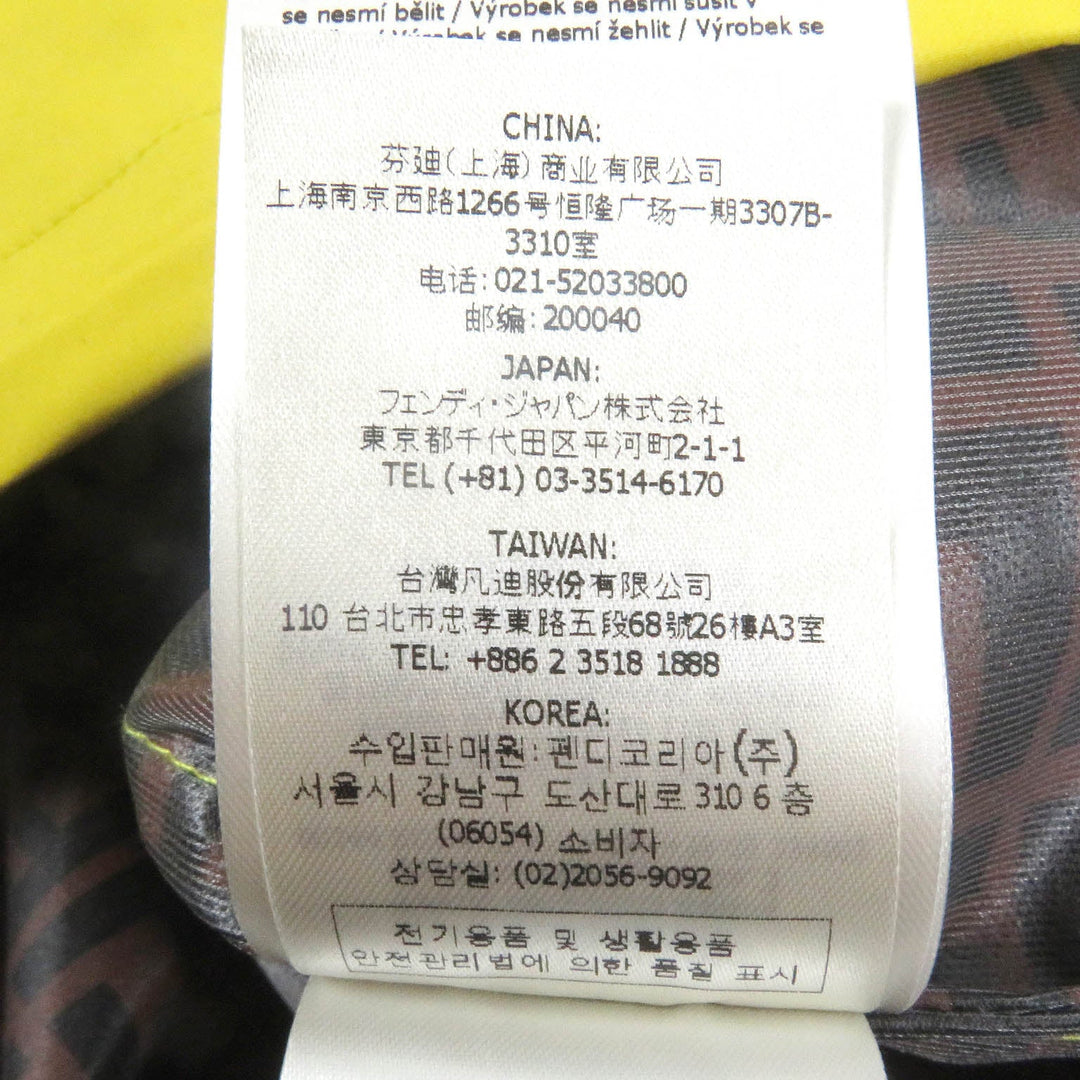 se nesmí bělit / Výrobek se nesmí sušit v
se nesmí žehlit / Výrobek se
CHINA:
芬迪(上海)商业有限公司
上海南京西路1266号恒隆广场一期3307B-
3310室
电话: 021-52033800
邮编: 200040
JAPAN:
フェンディ・ジャパン株式会社
東京都千代田区平河町2-1-1
TEL (+81) 03-3514-6170
TAIWAN:
台灣凡迪股份有限公司
110 台北市忠孝東路五段68號26樓A3室
TEL: +886 2 3518 1888
KOREA:
수입판매원: 펜디코리아(주)
서울시 강남구 도산대로 310 6 층
(06054) 소비자
상담실: (02)2056-9092
전기용품 및 생활용품
안전관리법에 의한 품질 표시